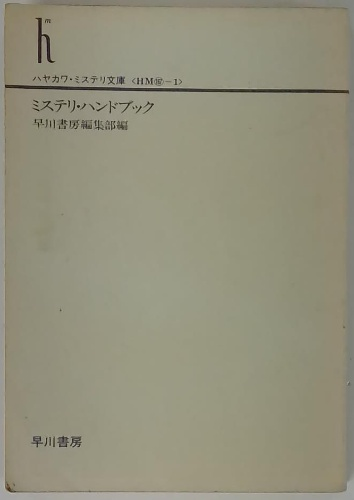 hm
ハヤカワ・ミステリ文庫〈HM㊼-1〉
ミステリ・ハンドブック
早川書房編集部編
早川書房